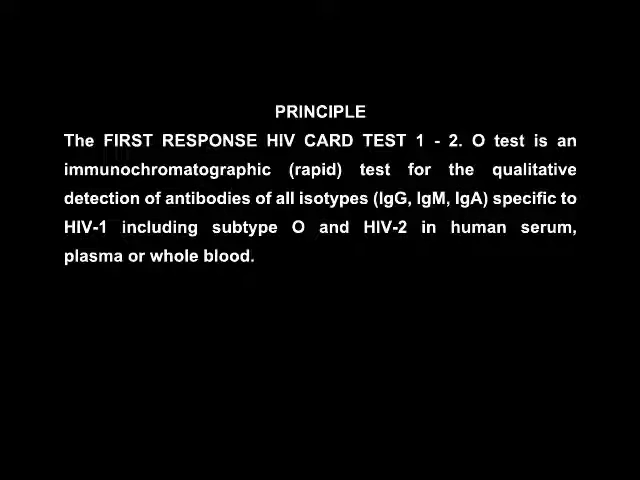 PRINCIPLE
The FIRST RESPONSE HIV CARD TEST 1 - 2. O test is an
immunochromatographic (rapid) test for the qualitative
detection of antibodies of all isotypes (IgG, IgM, IgA) specific to
HIV-1 including subtype O and HIV-2 in human serum,
plasma or whole blood.